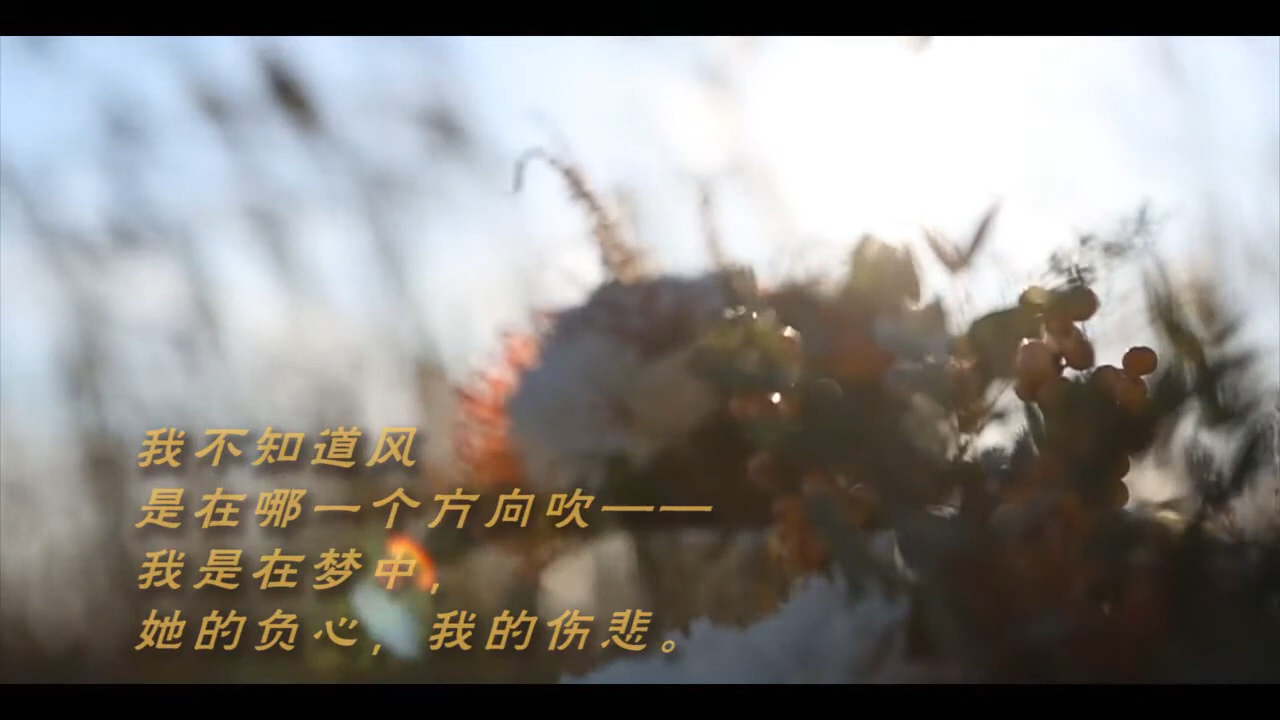 我不知道风
是在哪一个方向吹——
我是在梦中，
她的负心，我的伤悲。